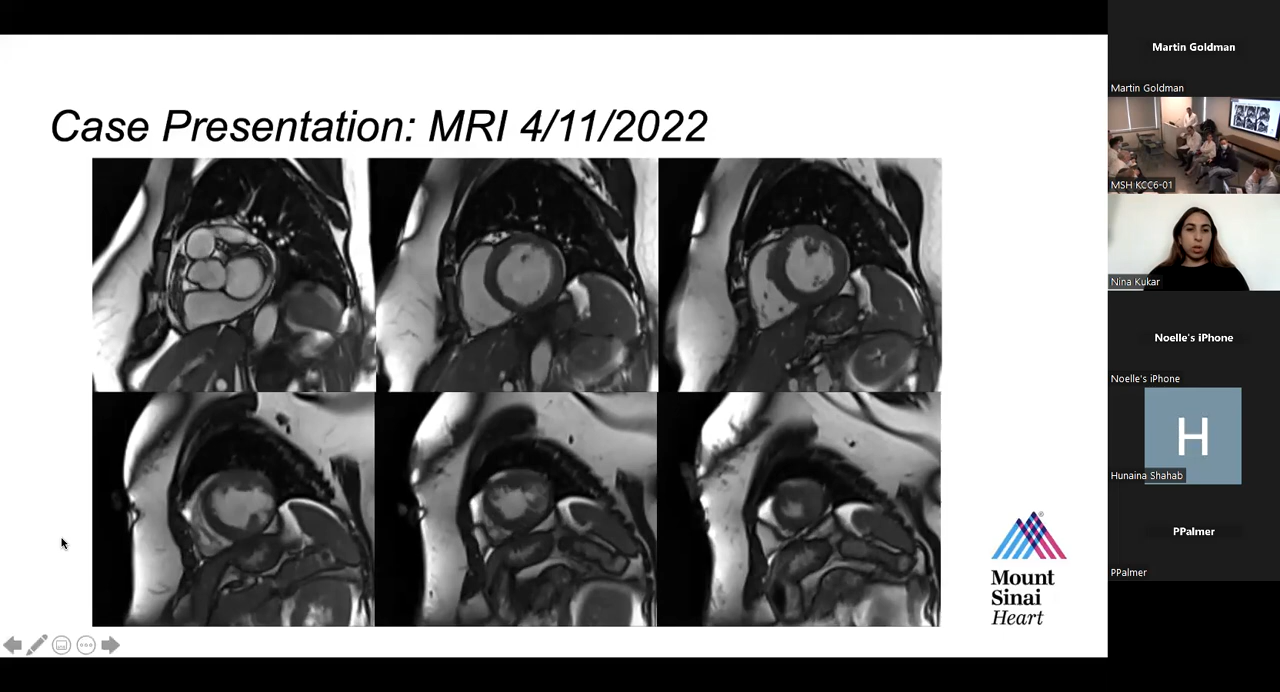 Case Presentation: MRI 4/11/2022
Mount
Sinai
Heart
®
Martin Goldman
Martin Goldman
MSH KCC6-01
Nina Kukar
Noelle's iPhone
Noelle's iPhone
H
Hunaina Shahab
PPalmer
PPalmer